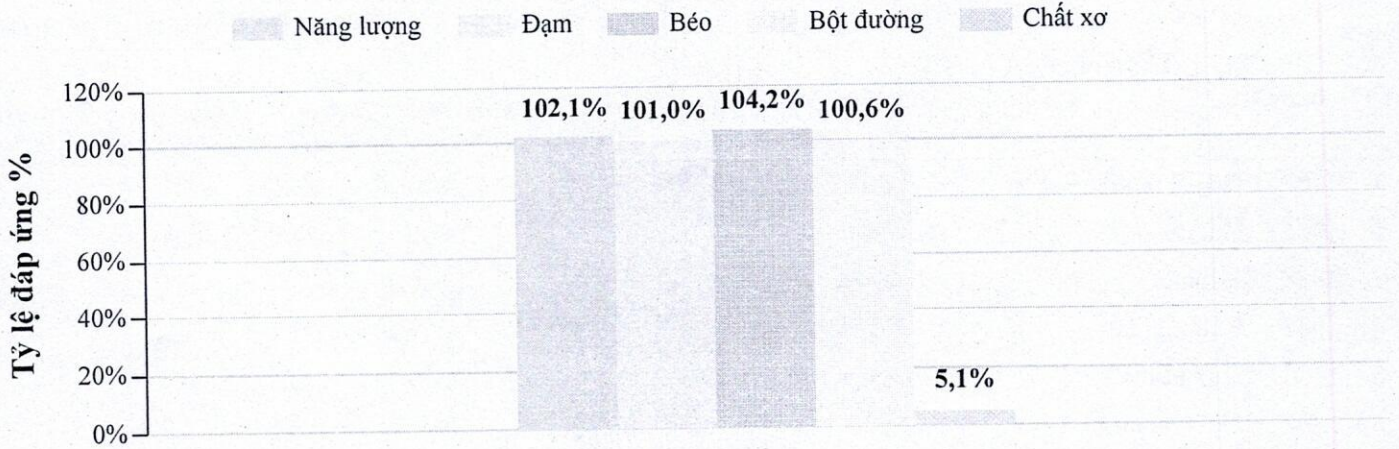 Năng lượng Đạm Béo Bột đường Chất xơ
120%
102,1% 101,0% 104,2% 100,6%
100%
80%
60%
40%
20%
5,1%
0%
Tỷ lệ đáp ứng %